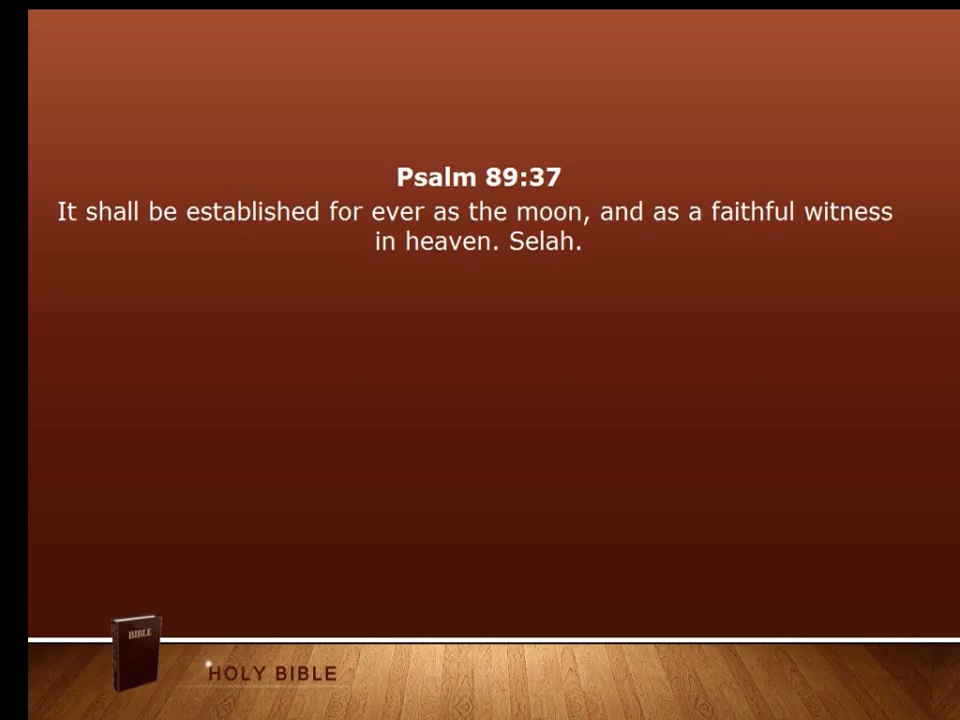 Psalm 89:37
It shall be established for ever as the moon, and as a faithful witness
in heaven. Selah.
BIBLE
HOLY BIBLE